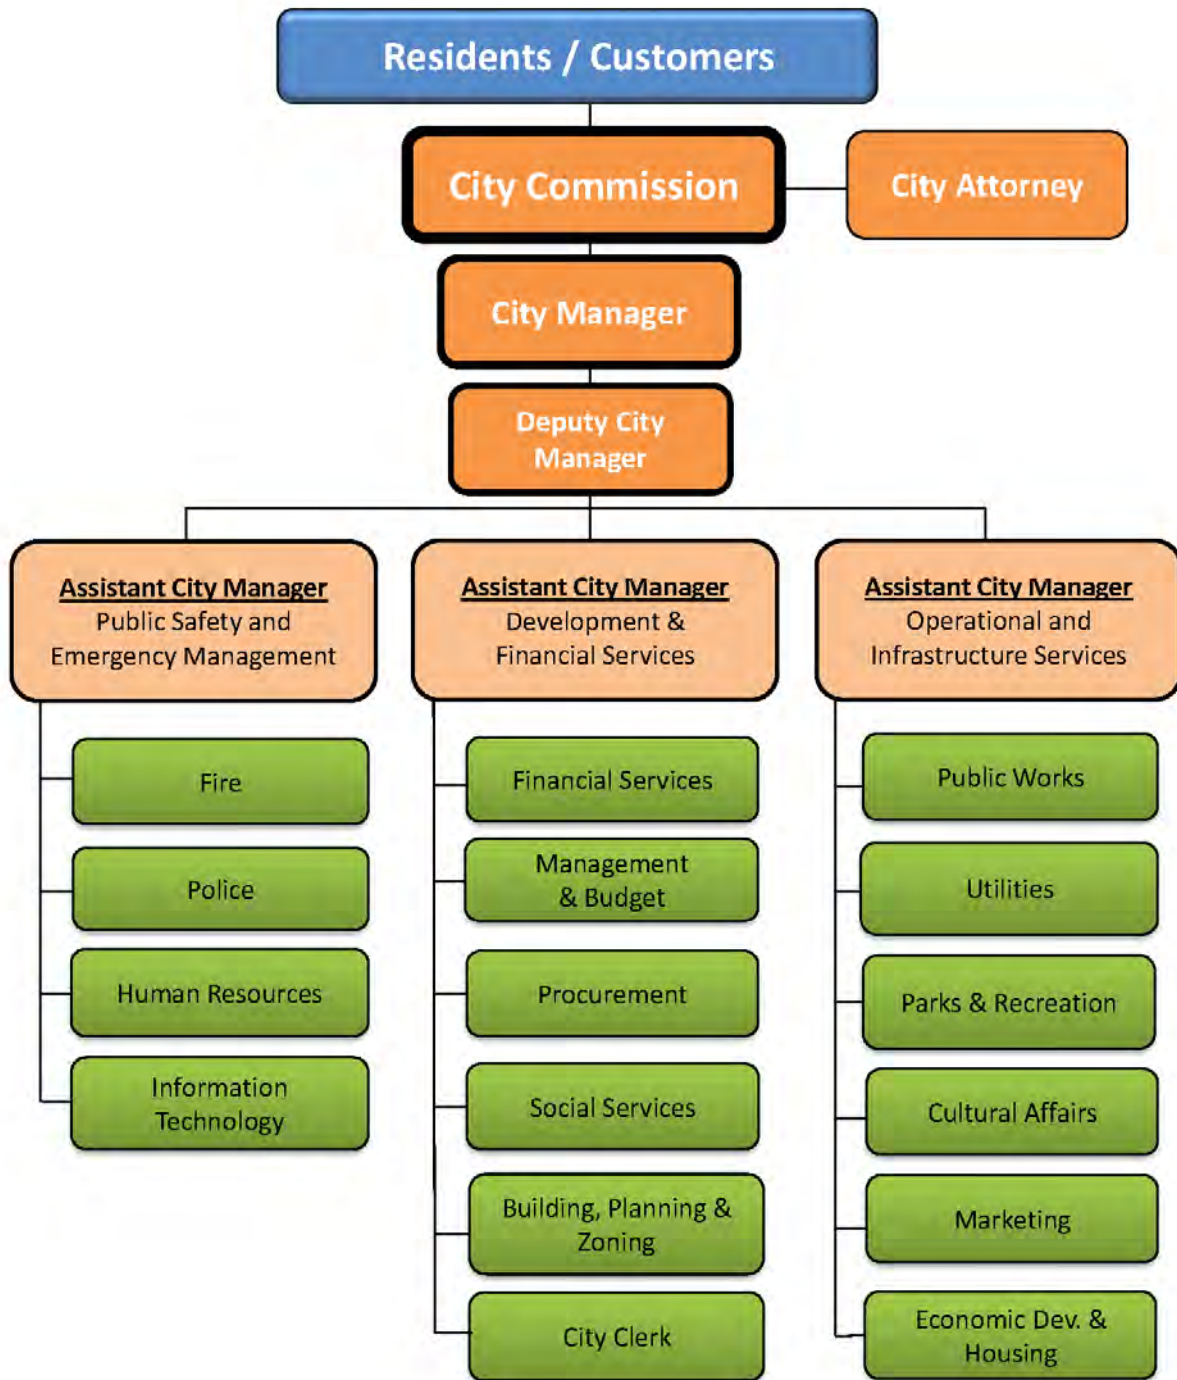 Residents / Customers
City Commission
City Attorney
City Manager
Deputy City
Manager
Assistant City Manager
Public Safety and
Emergency Management
Fire
Police
Human Resources
Information
Technology
Assistant City Manager
Development &
Financial Services
Financial Services
Management
& Budget
Procurement
Social Services
Building, Planning &
Zoning
City Clerk
Assistant City Manager
Operational and
Infrastructure Services
Public Works
Utilities
Parks & Recreation
Cultural Affairs
Marketing
Economic Dev. &
Housing